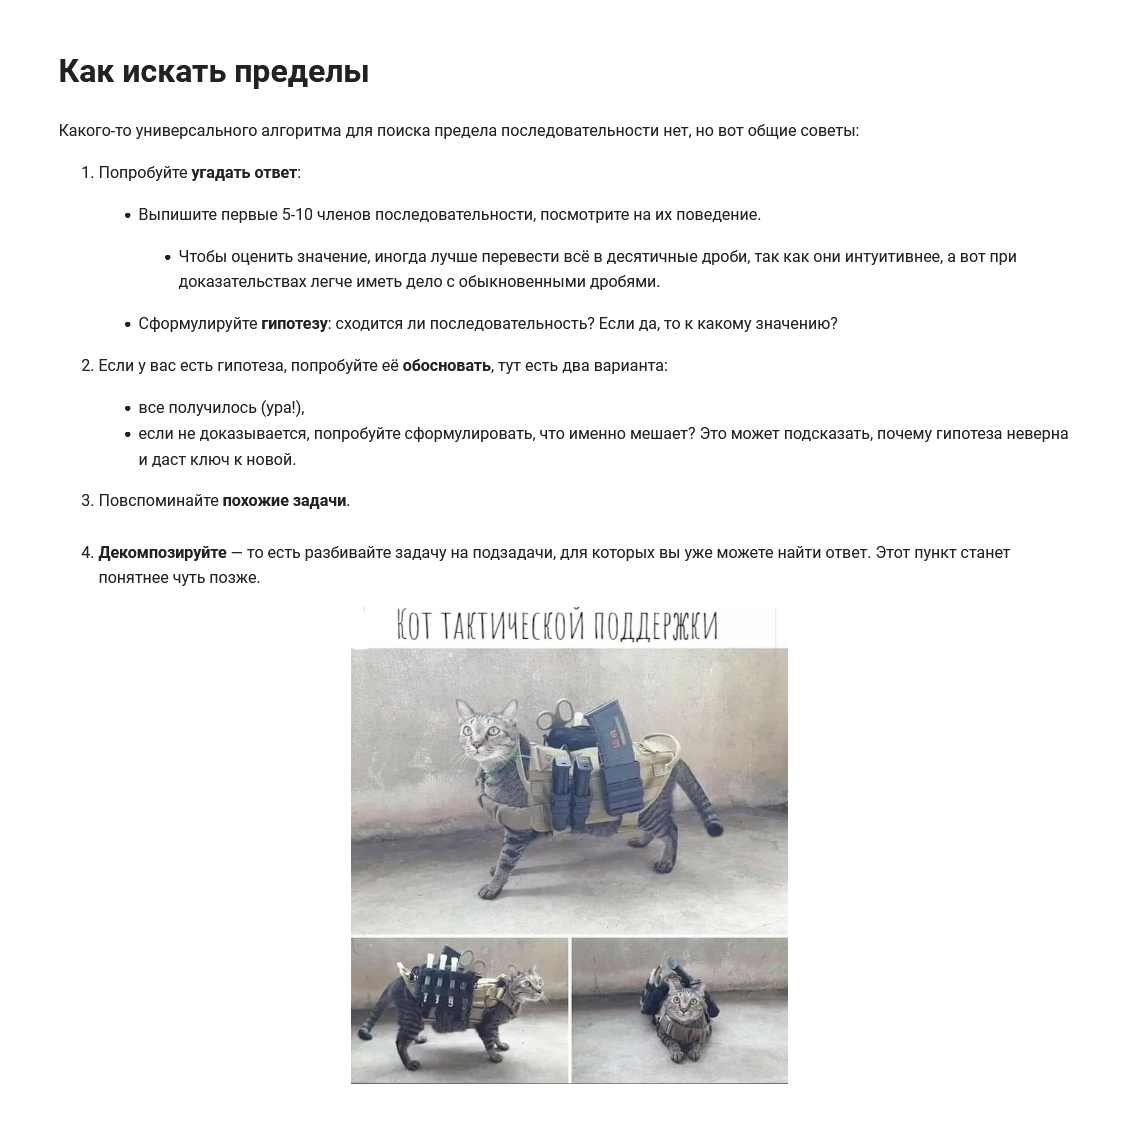 Как искать пределы
Какого-то универсального алгоритма для поиска предела последовательности нет, но вот общие советы:
1. Попробуйте угадать ответ:
• Выпишите первые 5-10 членов последовательности, посмотрите на их поведение.
• Чтобы оценить значение, иногда лучше перевести всё в десятичные дроби, так как они интуитивнее, а вот при
доказательствах легче иметь дело с обыкновенными дробями.
• Сформулируйте гипотезу: сходится ли последовательность? Если да, то к какому значению?
2. Если у вас есть гипотеза, попробуйте её обосновать, тут есть два варианта:
• все получилось (ура!),
• если не доказывается, попробуйте сформулировать, что именно мешает? Это может подсказать, почему гипотеза неверна
и даст ключ к новой.
3. Повспоминайте похожие задачи.
4. Декомпозируйте — то есть разбивайте задачу на подзадачи, для которых вы уже можете найти ответ. Этот пункт станет
понятнее чуть позже.
Кот тактической поддержки